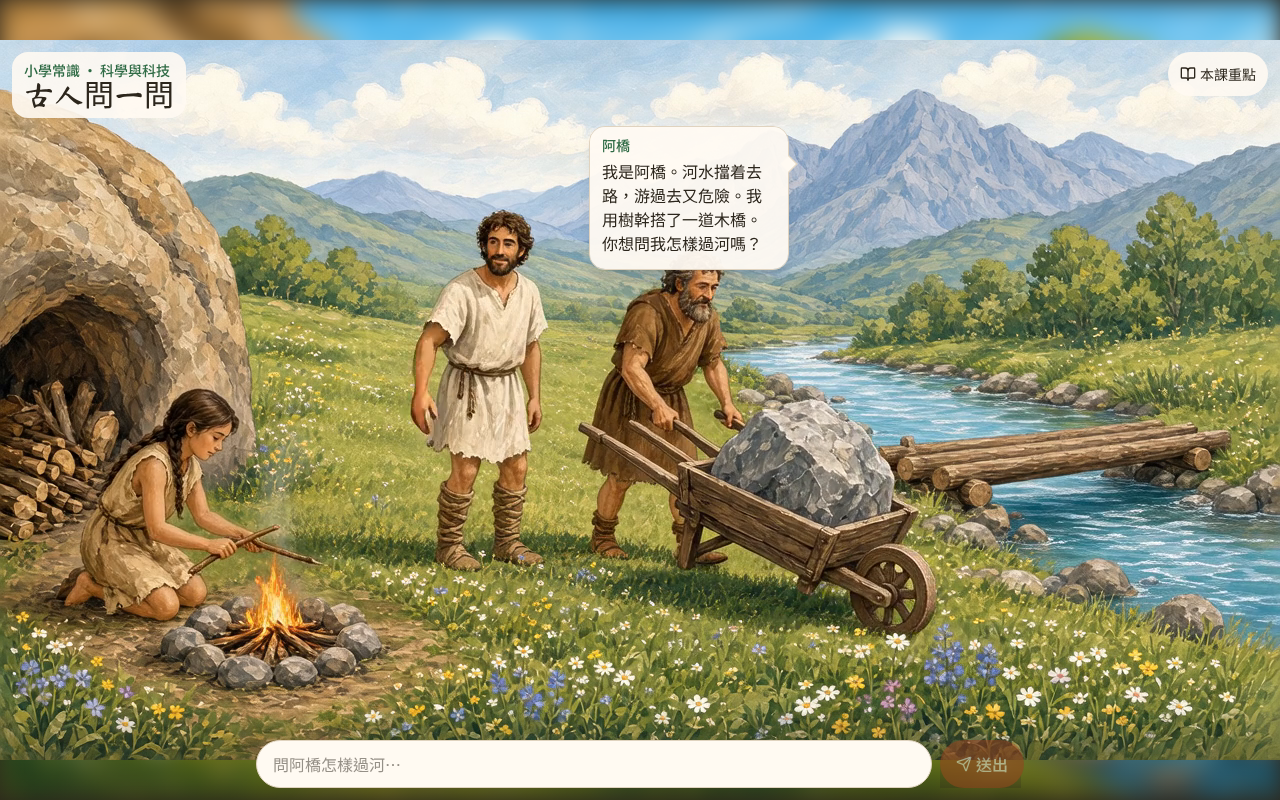 小學常識 · 科學與科技
古人問一問
本課重點
阿橋
我是阿橋。河水擋着去
路，游過去又危險。我
用樹幹搭了一道木橋。
你想問我怎樣過河嗎？
問阿橋怎樣過河…
送出